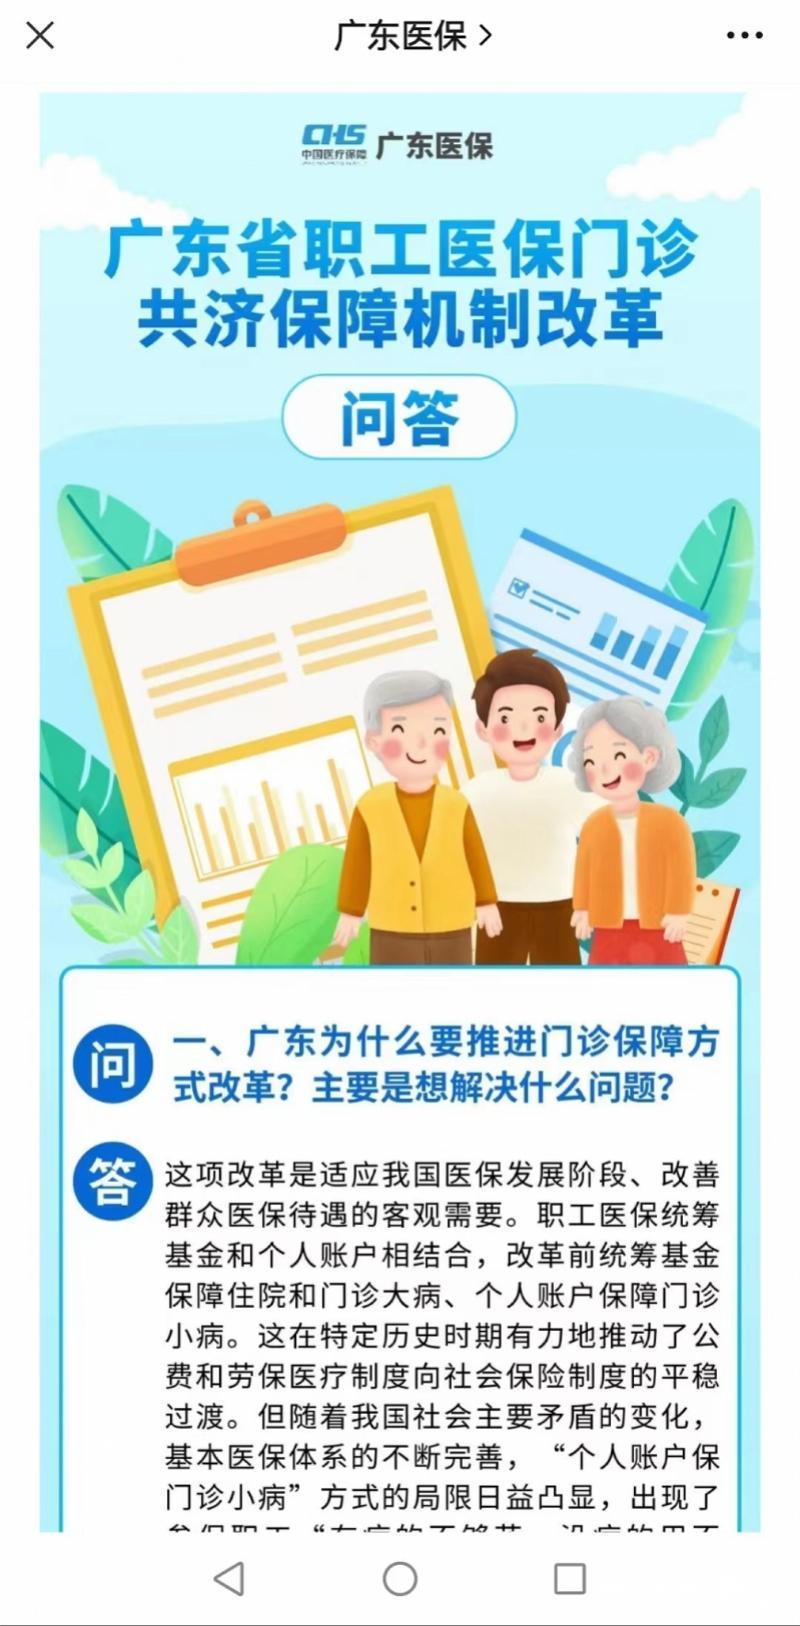 广东医保
CHS
中国医疗保障
广东医保
广东省职工医保门诊
共济保障机制改革
问答
问
一、广东为什么要推进门诊保障方
式改革？主要是想解决什么问题？
答
这项改革是适应我国医保发展阶段、改善
群众医保待遇的客观需要。职工医保统筹
基金和个人账户相结合，改革前统筹基金
保障住院和门诊大病、个人账户保障门诊
小病。这在特定历史时期有力地推动了公
费和劳保医疗制度向社会保险制度的平稳
过渡。但随着我国社会主要矛盾的变化，
基本医保体系的不断完善，“个人账户保
门诊小病”方式的局限日益凸显，出现了